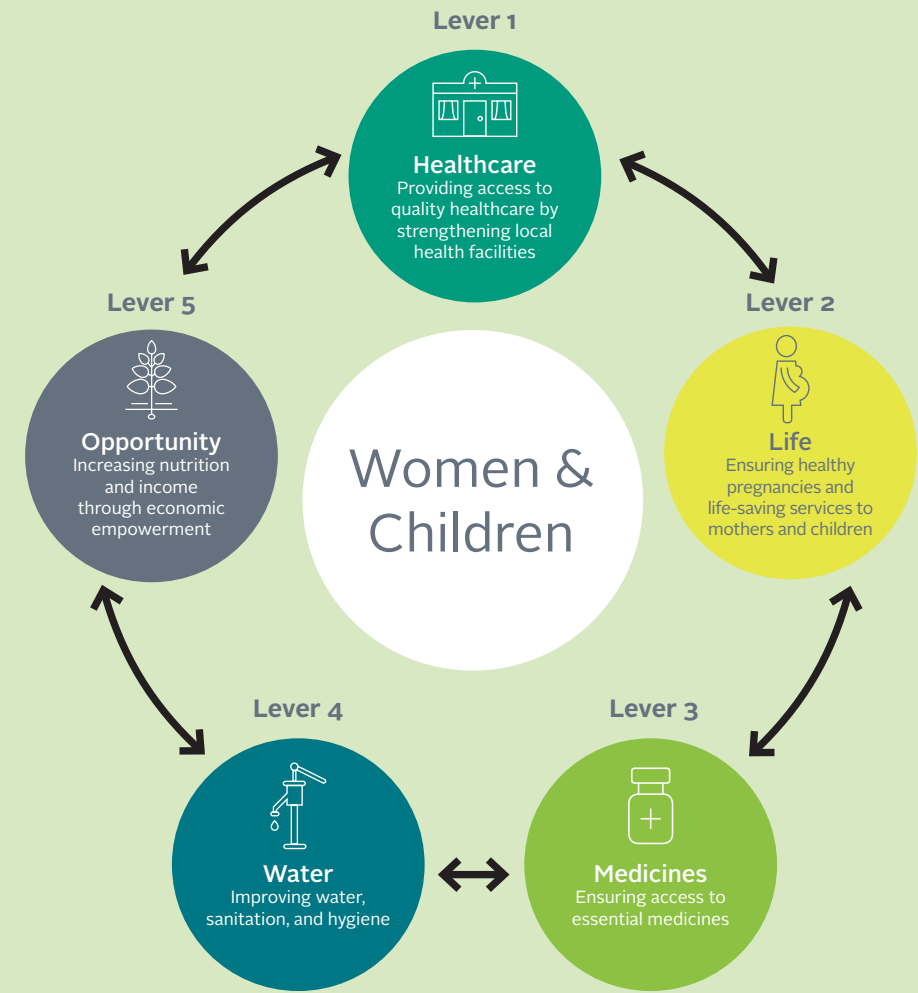 Lever 1
Healthcare
Providing access to
quality healthcare by
strengthening local
health facilities
Lever 2
Life
Ensuring healthy
pregnancies and
life-saving services to
mothers and children
Lever 3
Medicines
Ensuring access to
essential medicines
Lever 4
Water
Improving water,
sanitation, and hygiene
Lever 5
Opportunity
Increasing nutrition
and income
through economic
empowerment
Women &
Children